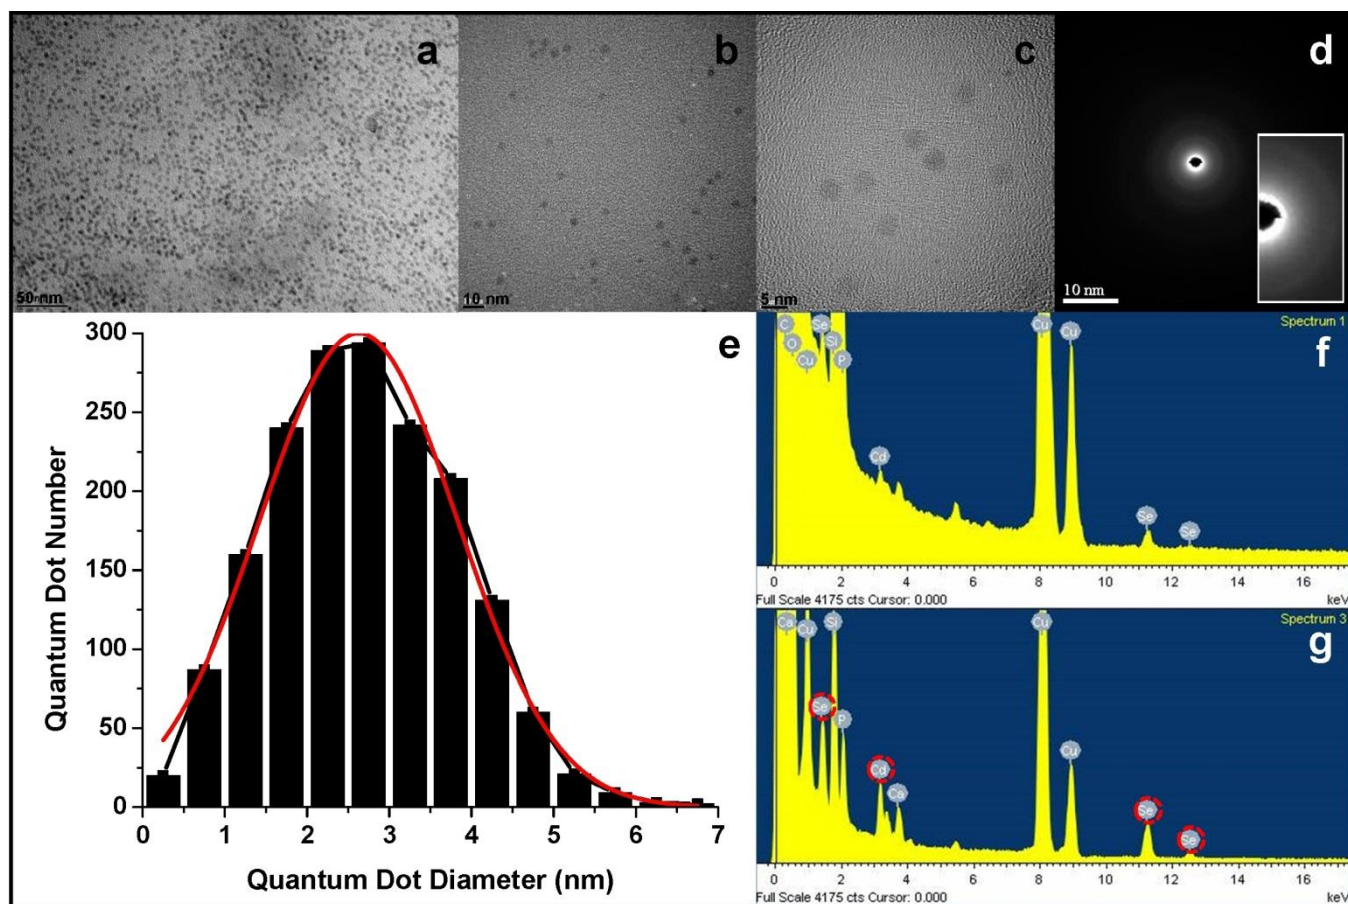 a
b
c
d
50 nm
10 nm
5 nm
10 nm
e
300
250
200
150
100
50
0
0 1 2 3 4 5 6 7
Quantum Dot Number
Quantum Dot Diameter (nm)
Spectrum 1
f
C
O
Cu
Se
Si
P
Cd
Cu
Cu
Se
Se
0 2 4 6 8 10 12 14 16
Full Scale 4175 cts Cursor: 0.000
keV
Spectrum 3
g
Ca
Cu
Si
Se
P
Cd
Ca
Cu
Cu
Se
Se
0 2 4 6 8 10 12 14 16
Full Scale 4175 cts Cursor: 0.000
keV